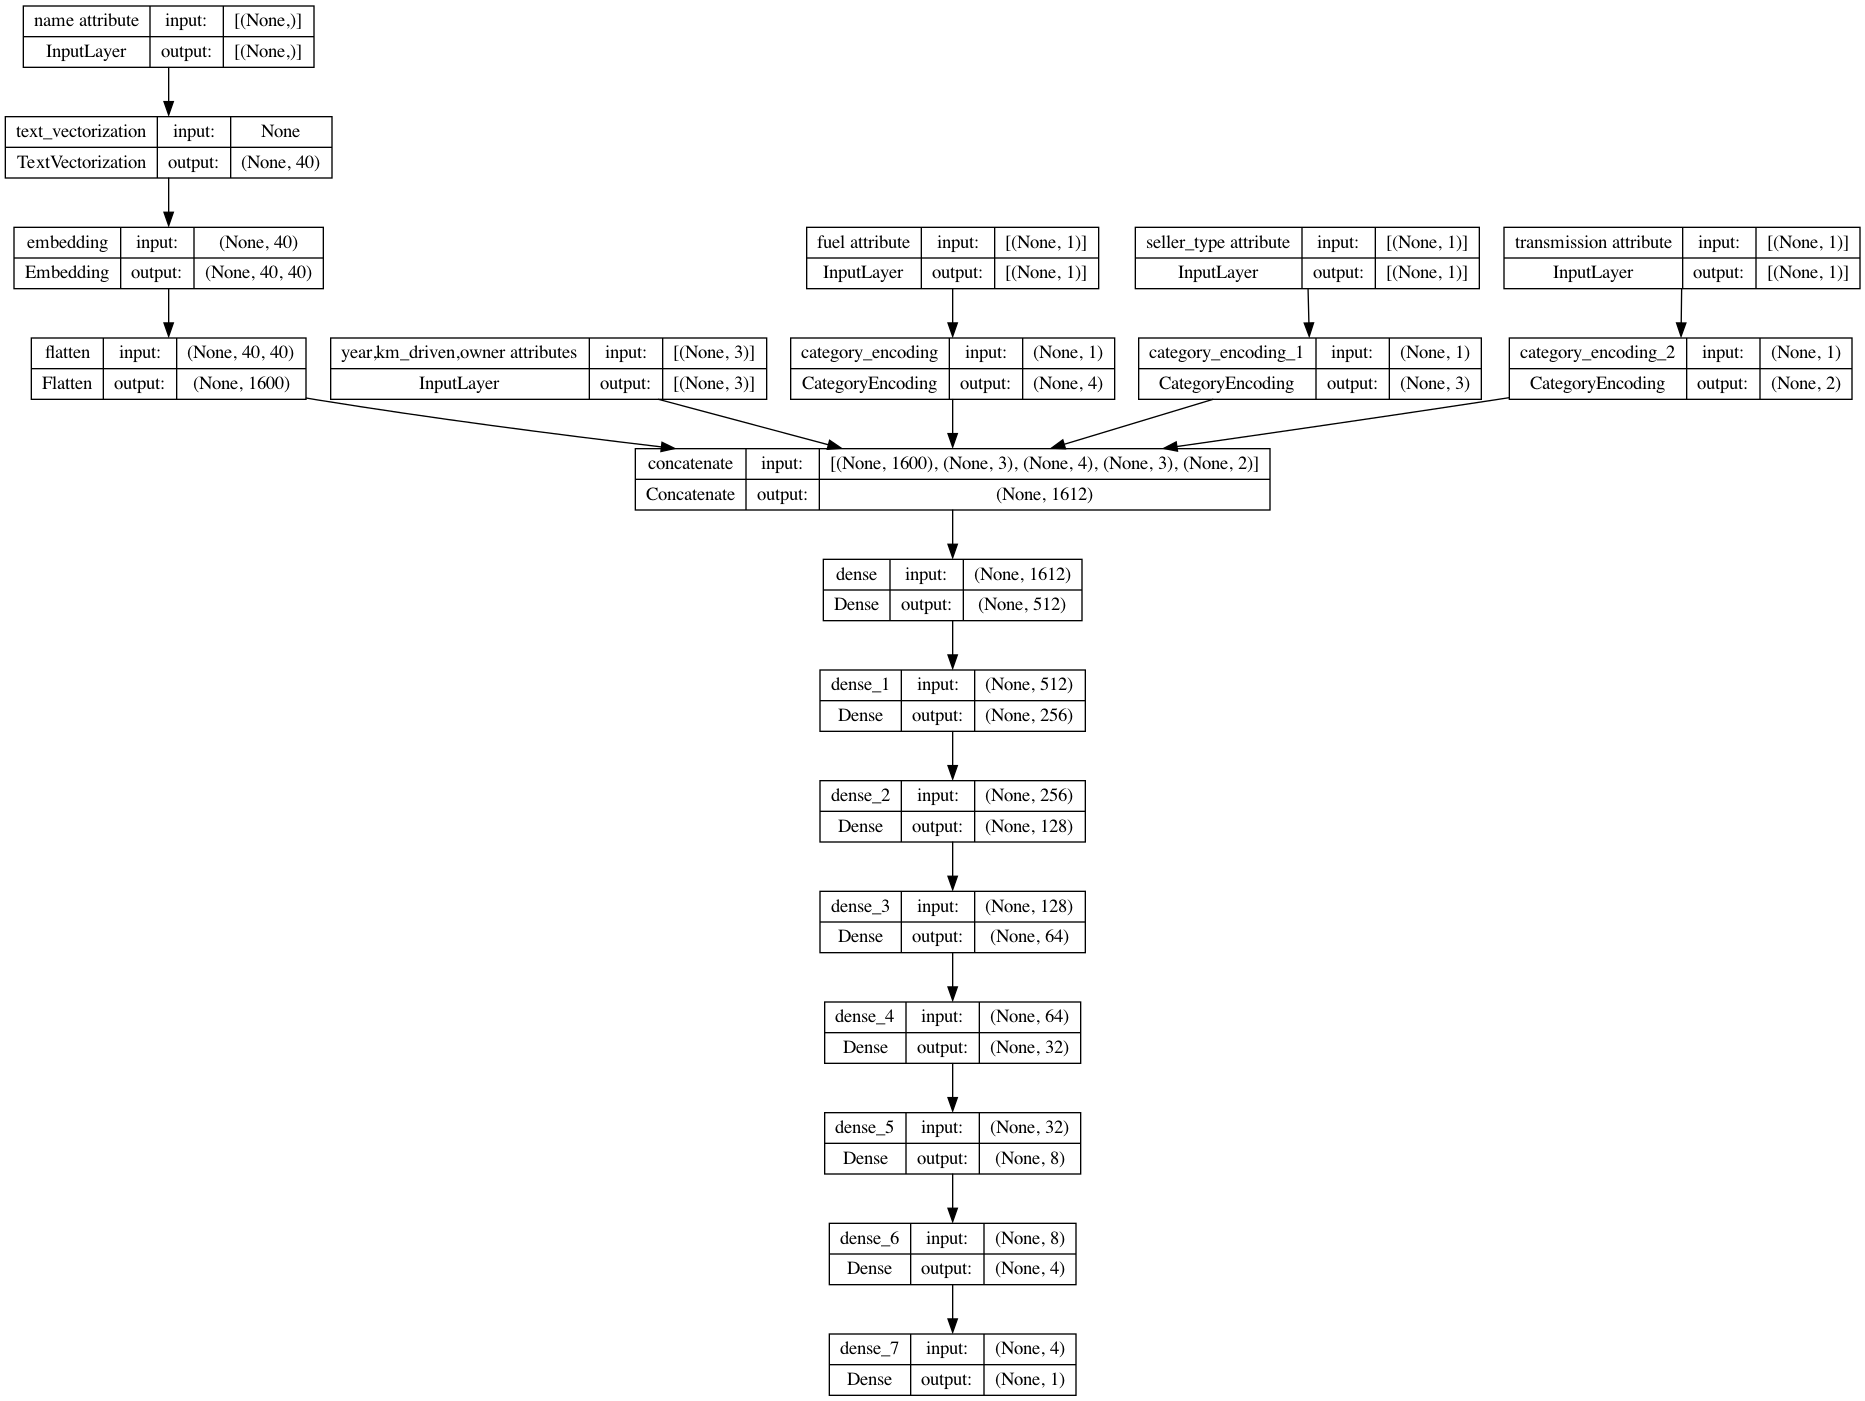 name attribute input: [(None,)]
InputLayer output: [(None,)]
text_vectorization input: None
TextVectorization output: (None, 40)
embedding input: (None, 40)
Embedding output: (None, 40, 40)
fuel attribute input: [(None, 1)]
InputLayer output: [(None, 1)]
seller_type attribute input: [(None, 1)]
InputLayer output: [(None, 1)]
transmission attribute input: [(None, 1)]
InputLayer output: [(None, 1)]
flatten input: (None, 40, 40)
Flatten output: (None, 1600)
year,km_driven,owner attributes input: [(None, 3)]
InputLayer output: [(None, 3)]
category_encoding input: (None, 1)
CategoryEncoding output: (None, 4)
category_encoding_1 input: (None, 1)
CategoryEncoding output: (None, 3)
category_encoding_2 input: (None, 1)
CategoryEncoding output: (None, 2)
concatenate input: [(None, 1600), (None, 3), (None, 4), (None, 3), (None, 2)]
Concatenate output: (None, 1612)
dense input: (None, 1612)
Dense output: (None, 512)
dense_1 input: (None, 512)
Dense output: (None, 256)
dense_2 input: (None, 256)
Dense output: (None, 128)
dense_3 input: (None, 128)
Dense output: (None, 64)
dense_4 input: (None, 64)
Dense output: (None, 32)
dense_5 input: (None, 32)
Dense output: (None, 8)
dense_6 input: (None, 8)
Dense output: (None, 4)
dense_7 input: (None, 4)
Dense output: (None, 1)